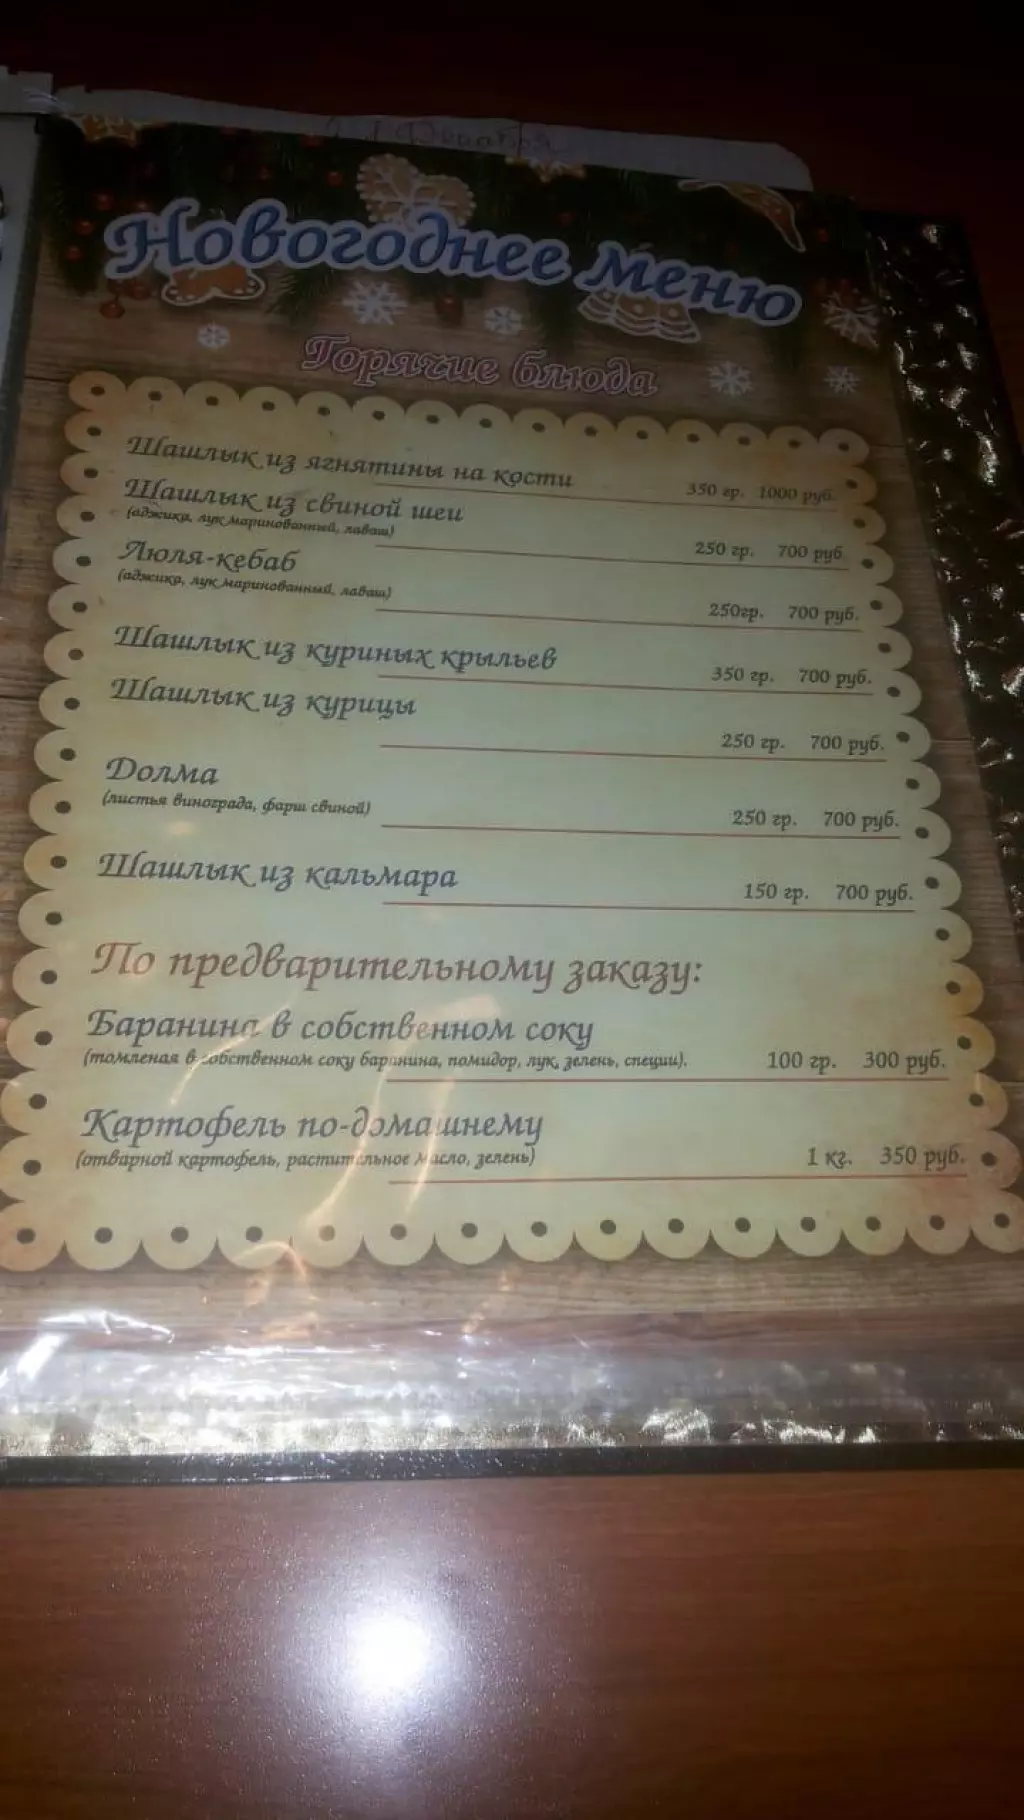 Новогоднее меню
Горячие блюда
Шашлык из ягнятины на кости 350 гр. 1000 руб.
Шашлык из свиной шеи
(аджика, лук маринованный, лаваш) 250 гр. 700 руб.
Люля-кебаб
(аджика, лук маринованный, лаваш) 250гр. 700 руб.
Шашлык из куриных крыльев 350 гр. 700 руб.
Шашлык из курицы 250 гр. 700 руб.
Долма
(листья винограда, фарш свиной) 250 гр. 700 руб.
Шашлык из кальмара 150 гр. 700 руб.
По предварительному заказу:
Баранина в собственном соку
(томленая в собственном соку баранина, помидор, лук, зелень, специи). 100 гр. 300 руб.
Картофель по-домашнему
(отварной картофель, растительное масло, зелень) 1 кг. 350 руб.